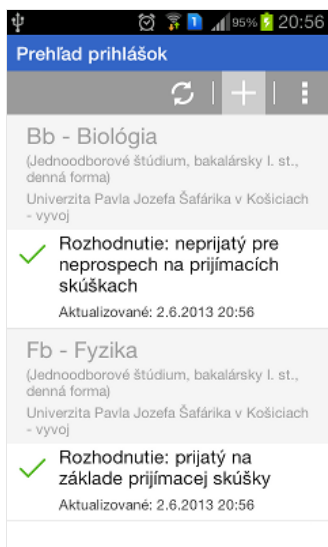 1 95% 20:56
Prehľad prihlášok
Bb - Biológia
(Jednoodborové štúdium, bakalársky I. st.,
denná forma)
Univerzita Pavla Jozefa Šafárika v Košiciach
- vyvoj
Rozhodnutie: neprijatý pre
neprospech na prijímacích
skúškach
Aktualizované: 2.6.2013 20:56
Fb - Fyzika
(Jednoodborové štúdium, bakalársky I. st.,
denná forma)
Univerzita Pavla Jozefa Šafárika v Košiciach
- vyvoj
Rozhodnutie: prijatý na
základe prijímacej skúšky
Aktualizované: 2.6.2013 20:56